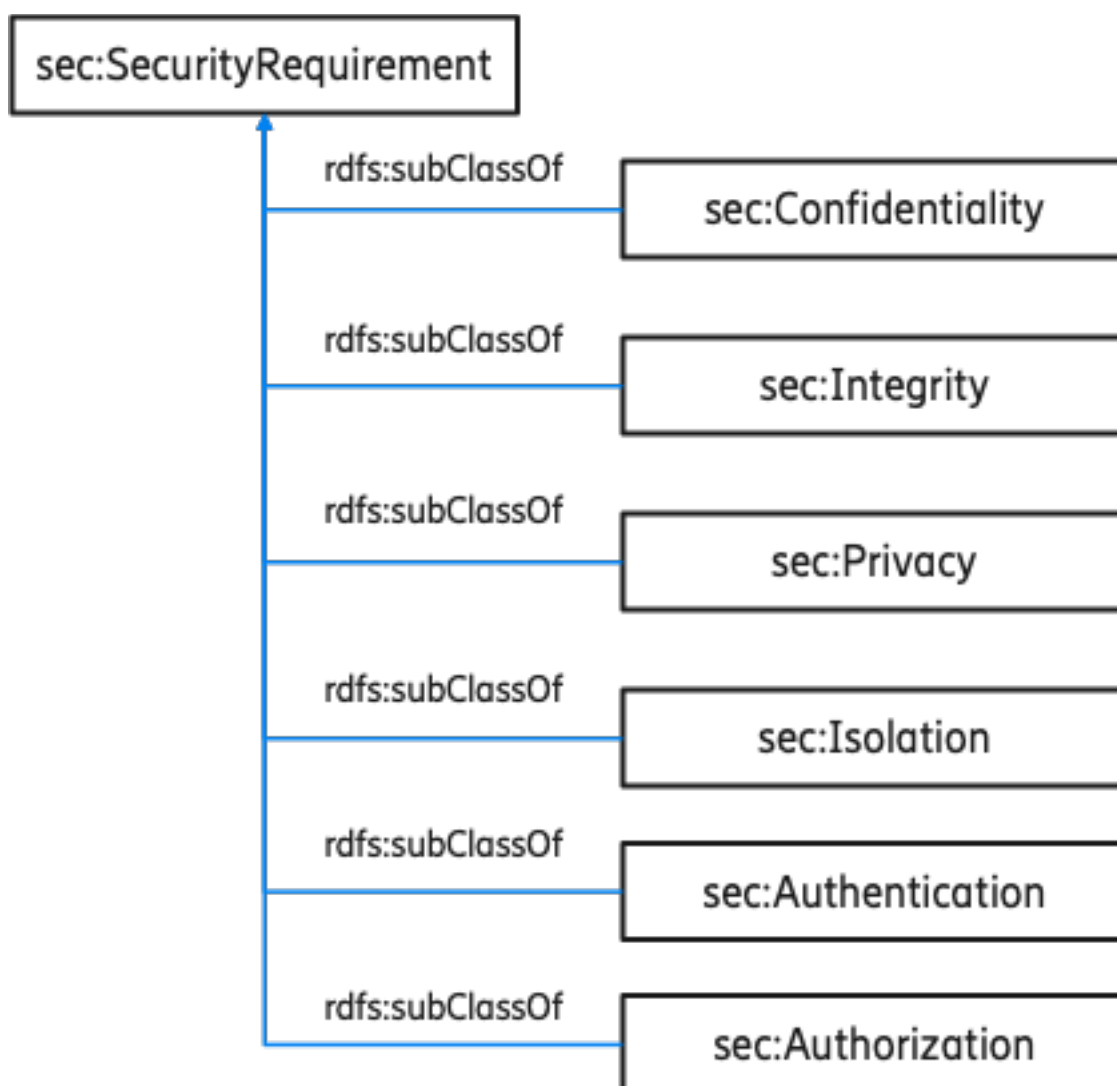 sec:SecurityRequirement
rdfs:subClassOf
sec:Confidentiality
rdfs:subClassOf
sec:Integrity
rdfs:subClassOf
sec:Privacy
rdfs:subClassOf
sec:Isolation
rdfs:subClassOf
sec:Authentication
rdfs:subClassOf
sec:Authorization